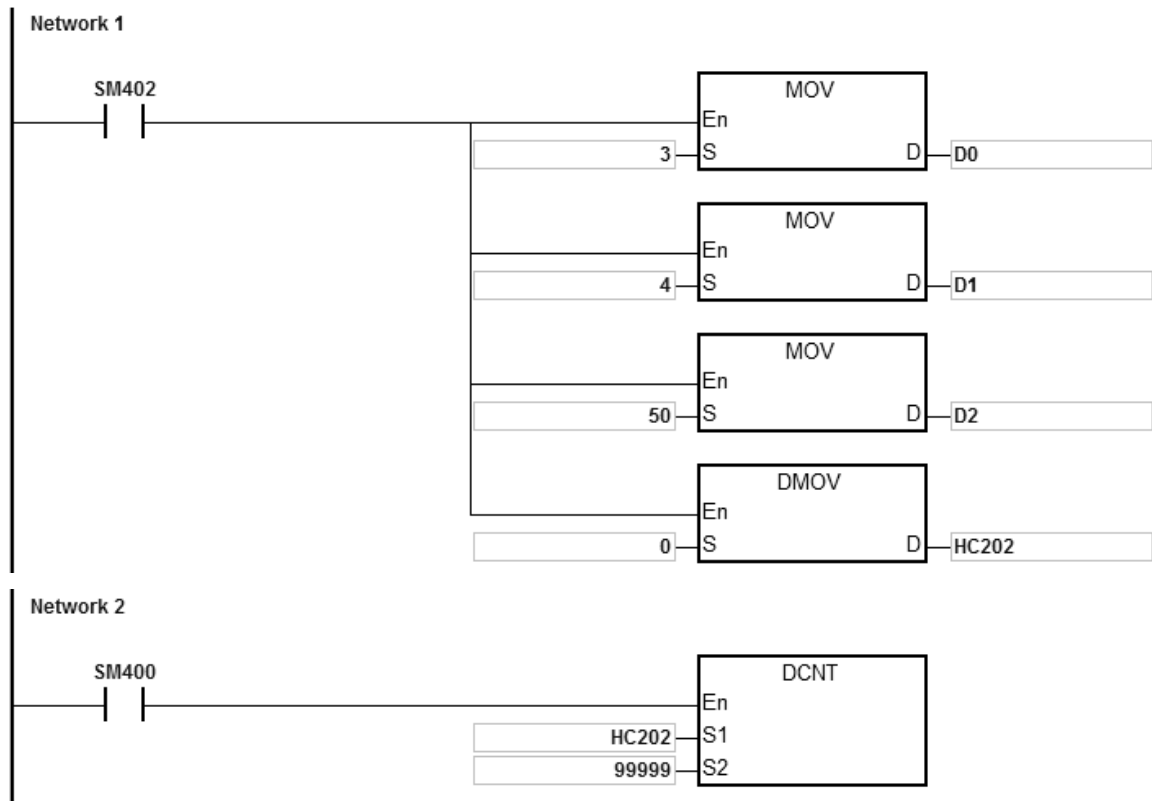 Network 1
SM402
MOV
En
3 S D D0
MOV
En
4 S D D1
MOV
En
50 S D D2
DMOV
En
0 S D HC202
Network 2
SM400
DCNT
En
HC202 S1
99999 S2